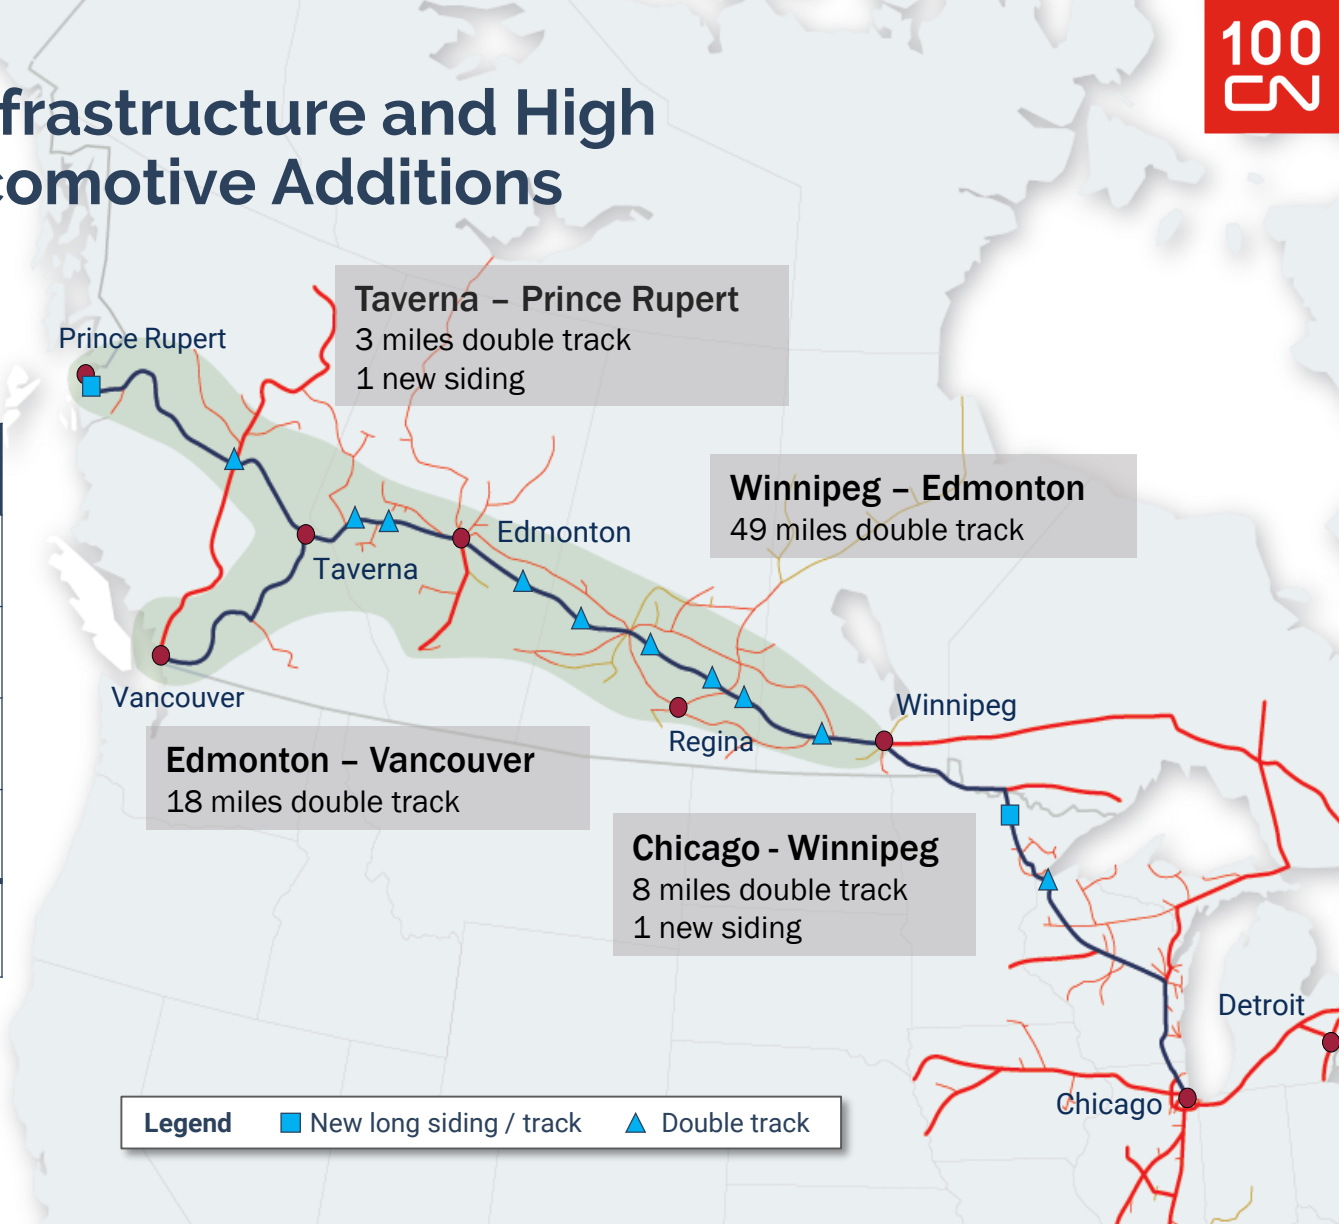 100
CN
frastructure and High
comotive Additions
Taverna – Prince Rupert
3 miles double track
1 new siding
Prince Rupert
Winnipeg – Edmonton
49 miles double track
Edmonton
Taverna
Vancouver
Winnipeg
Regina
Edmonton – Vancouver
18 miles double track
Chicago - Winnipeg
8 miles double track
1 new siding
Detroit
Chicago
Legend New long siding / track Double track